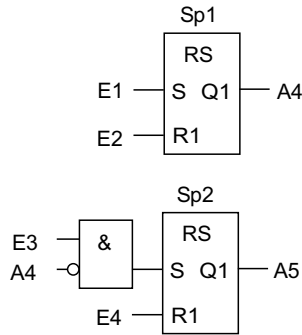 Sp1
RS
E1 S Q1 A4
E2 R1
Sp2
E3 & RS
A4 S Q1 A5
E4 R1